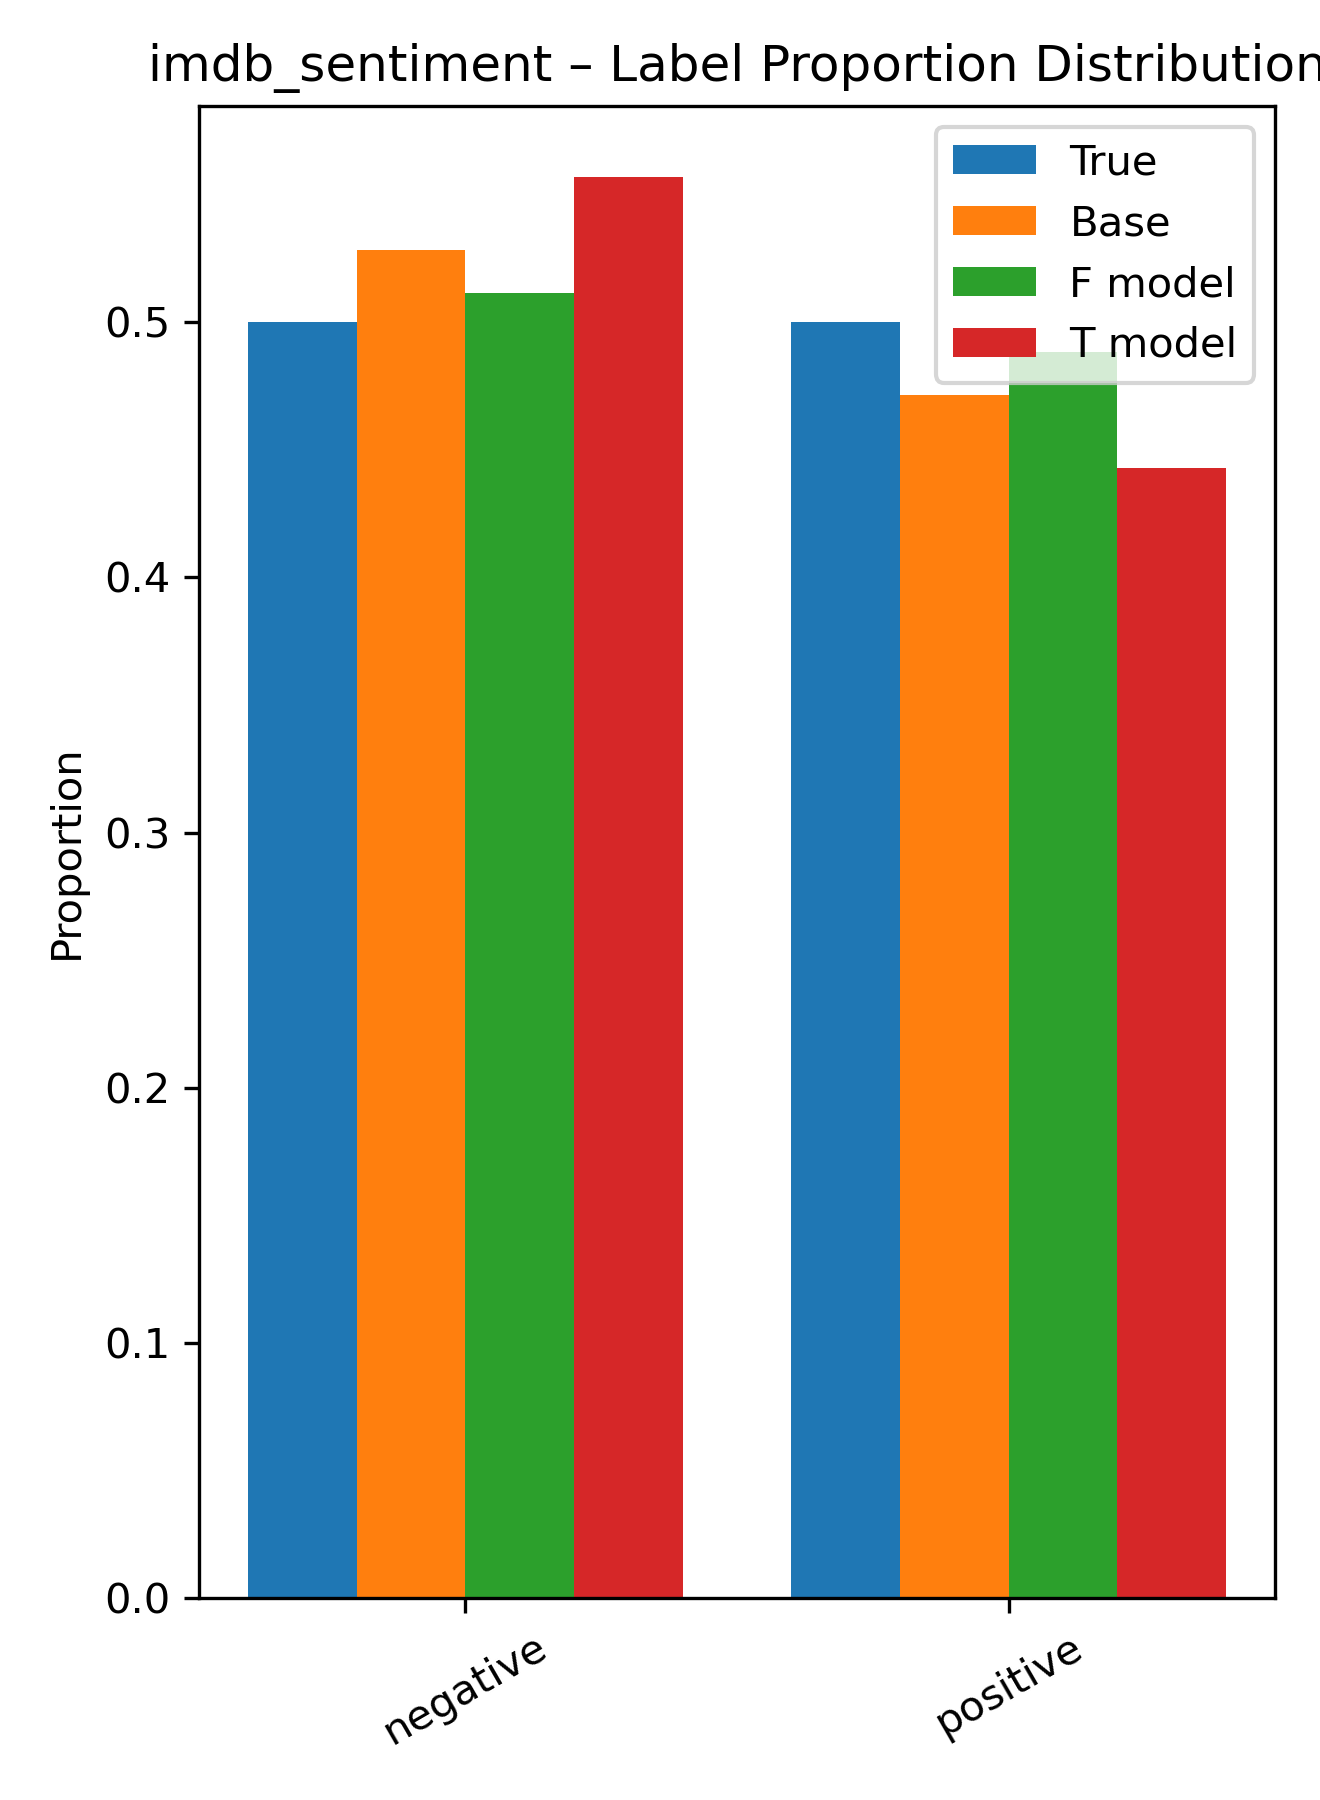 imdb_sentiment – Label Proportion Distribution
True
Base
F model
T model
Proportion
0.5
0.4
0.3
0.2
0.1
0.0
negative
positive